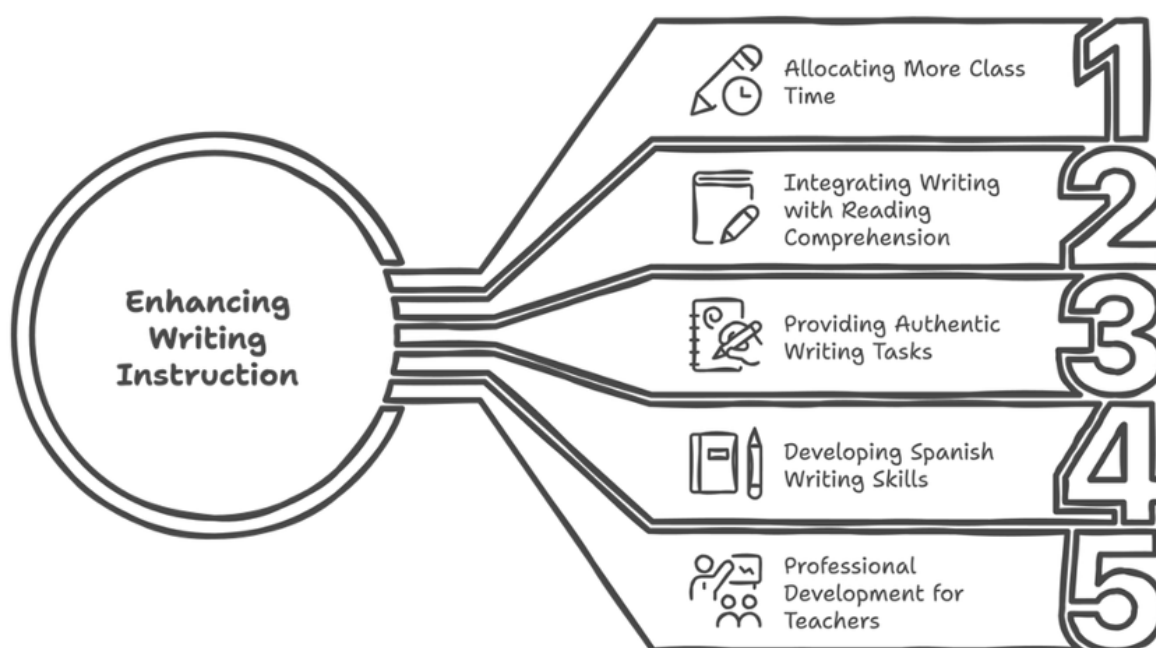 Enhancing
Writing
Instruction
Allocating More Class
Time
1
Integrating Writing
with Reading
Comprehension
2
Providing Authentic
Writing Tasks
3
Developing Spanish
Writing Skills
4
Professional
Development for
Teachers
5